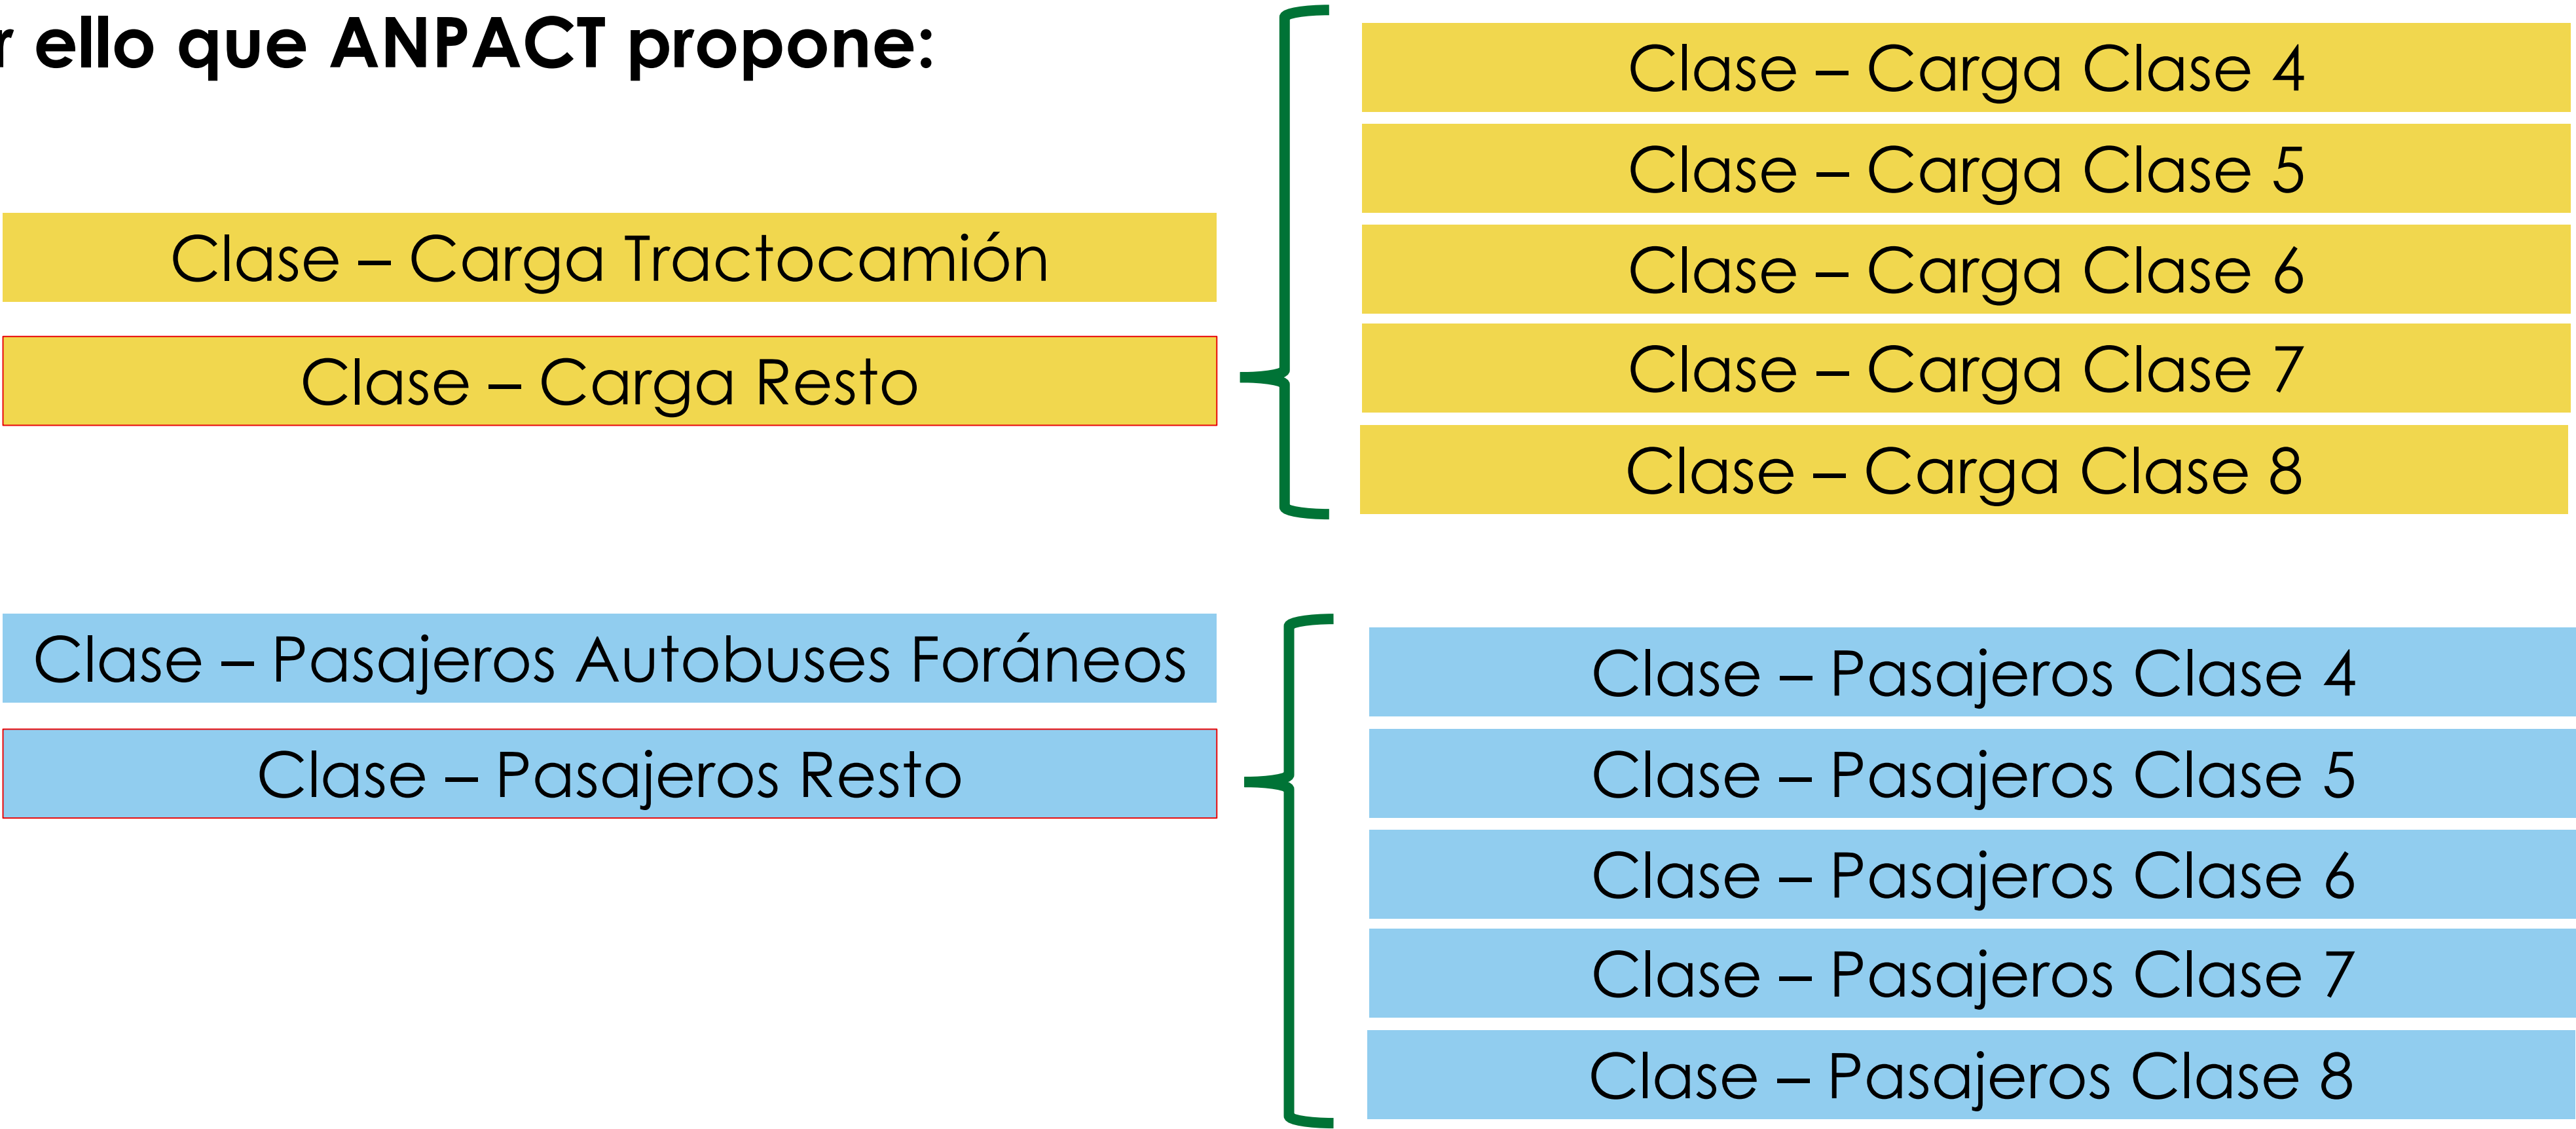 r ello que ANPACT propone:
Clase – Carga Tractocamión
Clase – Carga Resto
Clase – Carga Clase 4
Clase – Carga Clase 5
Clase – Carga Clase 6
Clase – Carga Clase 7
Clase – Carga Clase 8
Clase – Pasajeros Autobuses Foráneos
Clase – Pasajeros Resto
Clase – Pasajeros Clase 4
Clase – Pasajeros Clase 5
Clase – Pasajeros Clase 6
Clase – Pasajeros Clase 7
Clase – Pasajeros Clase 8